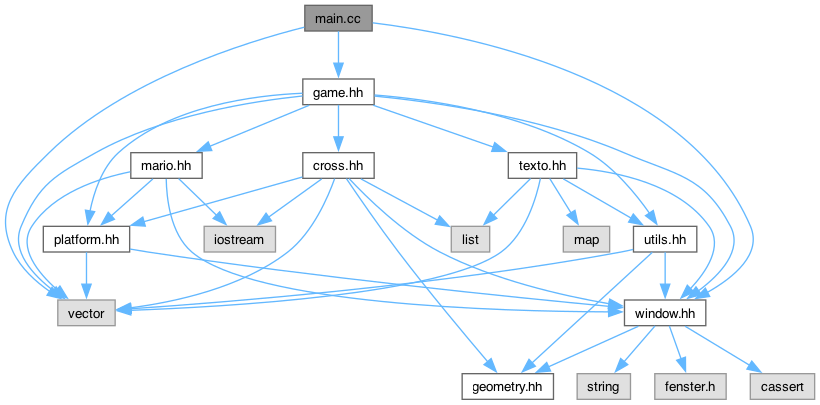 main.cc
game.hh
mario.hh
cross.hh
texto.hh
platform.hh
iostream
list
map
utils.hh
vector
window.hh
geometry.hh
string
fenster.h
cassert